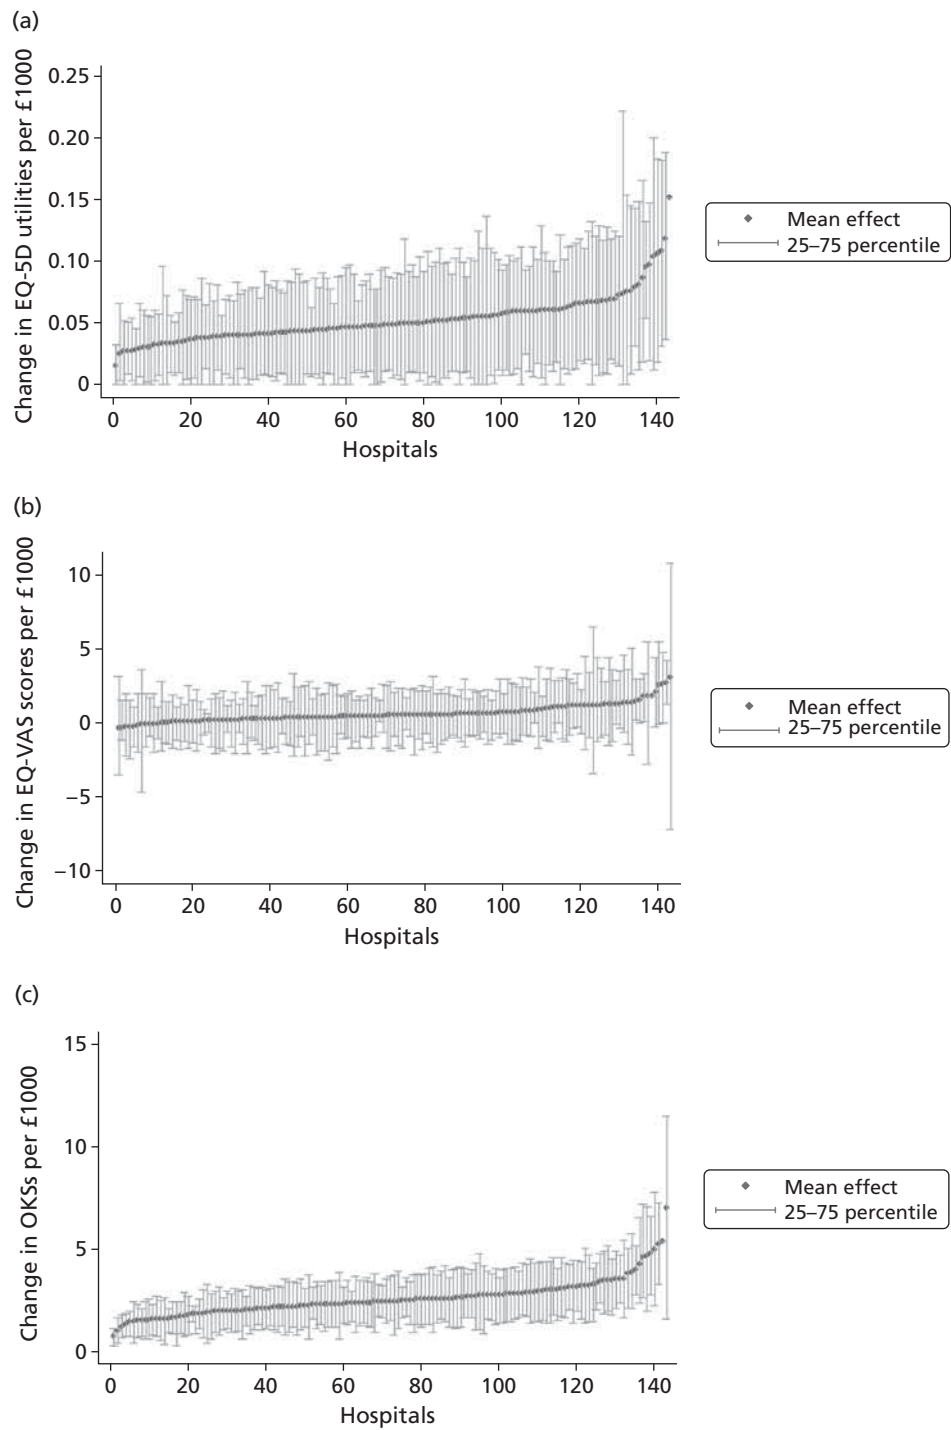 (a)
Change in EQ-5D utilities per £1000
0.25
0.20
0.15
0.10
0.05
0
0 20 40 60 80 100 120 140
Hospitals
Mean effect
25–75 percentile
(b)
Change in EQ-VAS scores per £1000
10
5
0
−5
−10
0 20 40 60 80 100 120 140
Hospitals
Mean effect
25–75 percentile
(c)
Change in OKSs per £1000
15
10
5
0
0 20 40 60 80 100 120 140
Hospitals
Mean effect
25–75 percentile